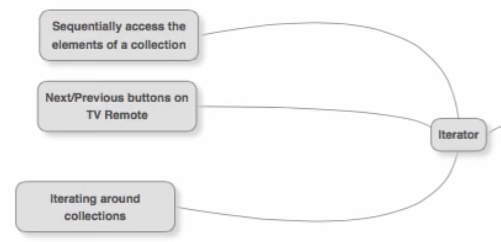 Sequentially access the
elements of a collection
Next/Previous buttons on
TV Remote
Iterator
Iterating around
collections